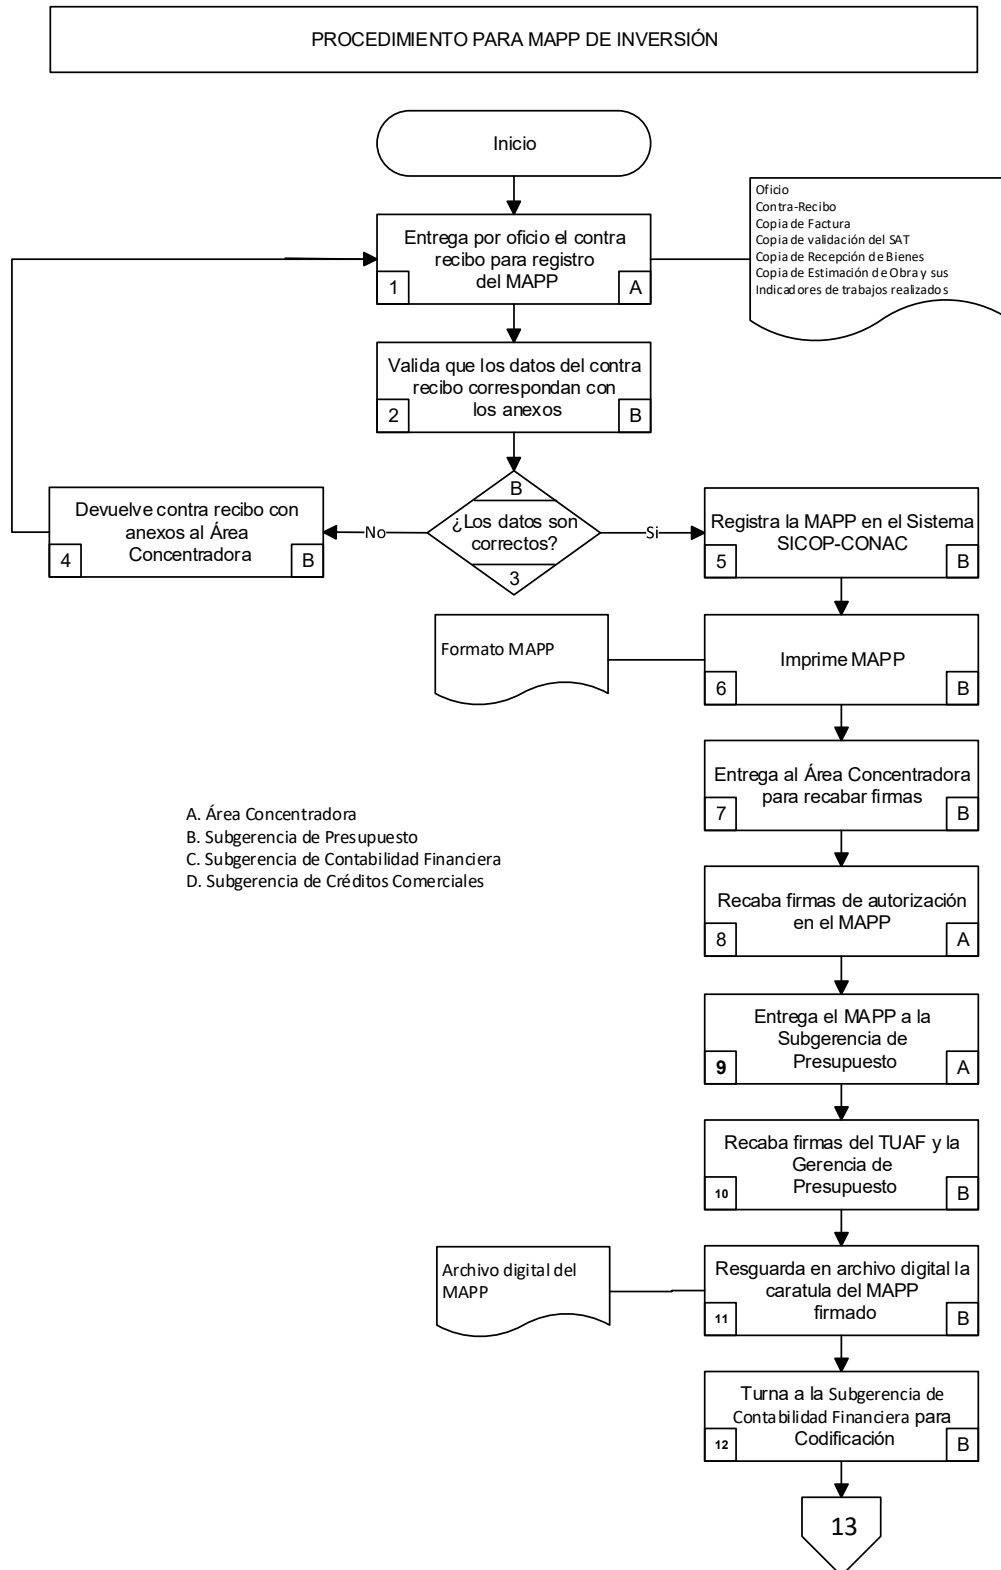 PROCEDIMIENTO PARA MAPP DE INVERSIÓN
Inicio
Entrega por oficio el contra
recibo para registro
del MAPP
1
A
Oficio
Contra-Recibo
Copia de Factura
Copia de validación del SAT
Copia de Recepción de Bienes
Copia de Estimación de Obra y sus
Indicadores de trabajos realizados
Valida que los datos del contra
recibo correspondan con
los anexos
2
B
B
¿Los datos son
correctos?
3
No
Si
Devuelve contra recibo con
anexos al Área
Concentradora
4
B
Registra la MAPP en el Sistema
SICOP-CONAC
5
B
Formato MAPP
Imprime MAPP
6
B
Entrega al Área Concentradora
para recabar firmas
7
B
A. Área Concentradora
B. Subgerencia de Presupuesto
C. Subgerencia de Contabilidad Financiera
D. Subgerencia de Créditos Comerciales
Recaba firmas de autorización
en el MAPP
8
A
Entrega el MAPP a la
Subgerencia de
Presupuesto
9
A
Recaba firmas del TUAF y la
Gerencia de
Presupuesto
10
B
Archivo digital del
MAPP
Resguarda en archivo digital la
caratula del MAPP
firmado
11
B
Turna a la Subgerencia de
Contabilidad Financiera para
Codificación
12
B
13